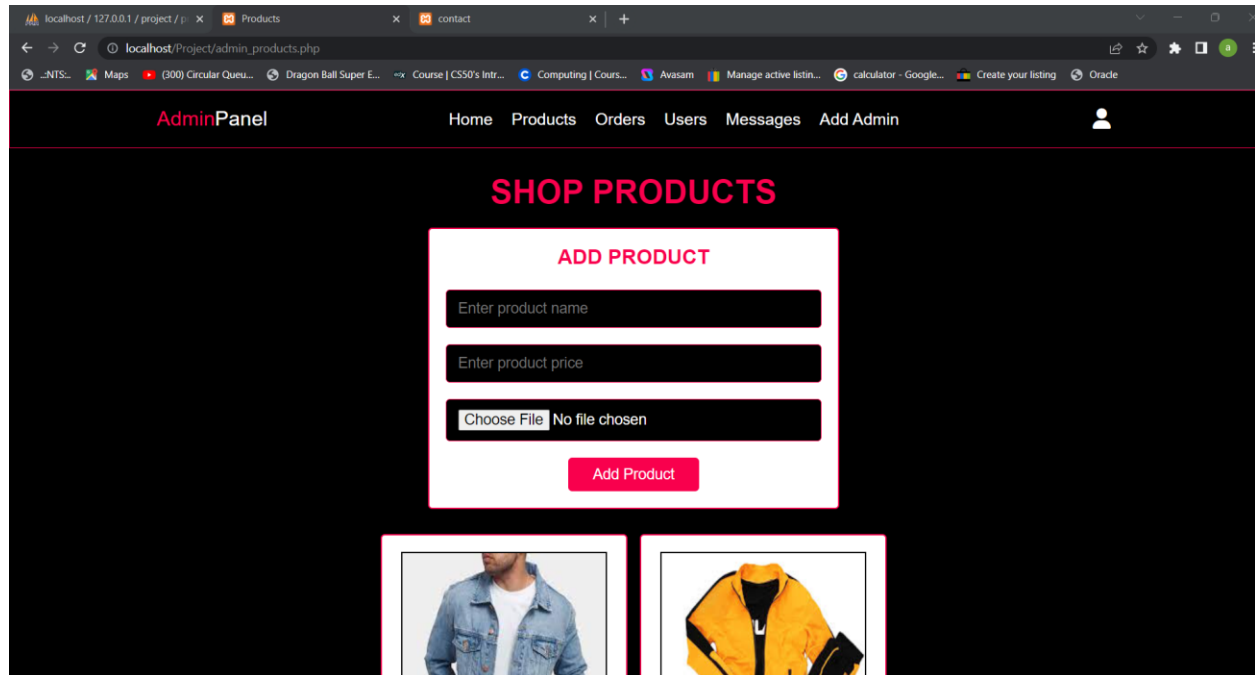 localhost / 127.0.0.1 / project / p
Products
contact
localhost/Project/admin_products.php
a
..:NTS:..
Maps
(300) Circular Queu...
Dragon Ball Super E...
Course | CS50's Intr...
Computing | Cours...
Avasam
Manage active listin...
calculator - Google...
Create your listing
Oracle
AdminPanel
Home Products Orders Users Messages Add Admin
SHOP PRODUCTS
ADD PRODUCT
Enter product name
Enter product price
Choose File No file chosen
Add Product